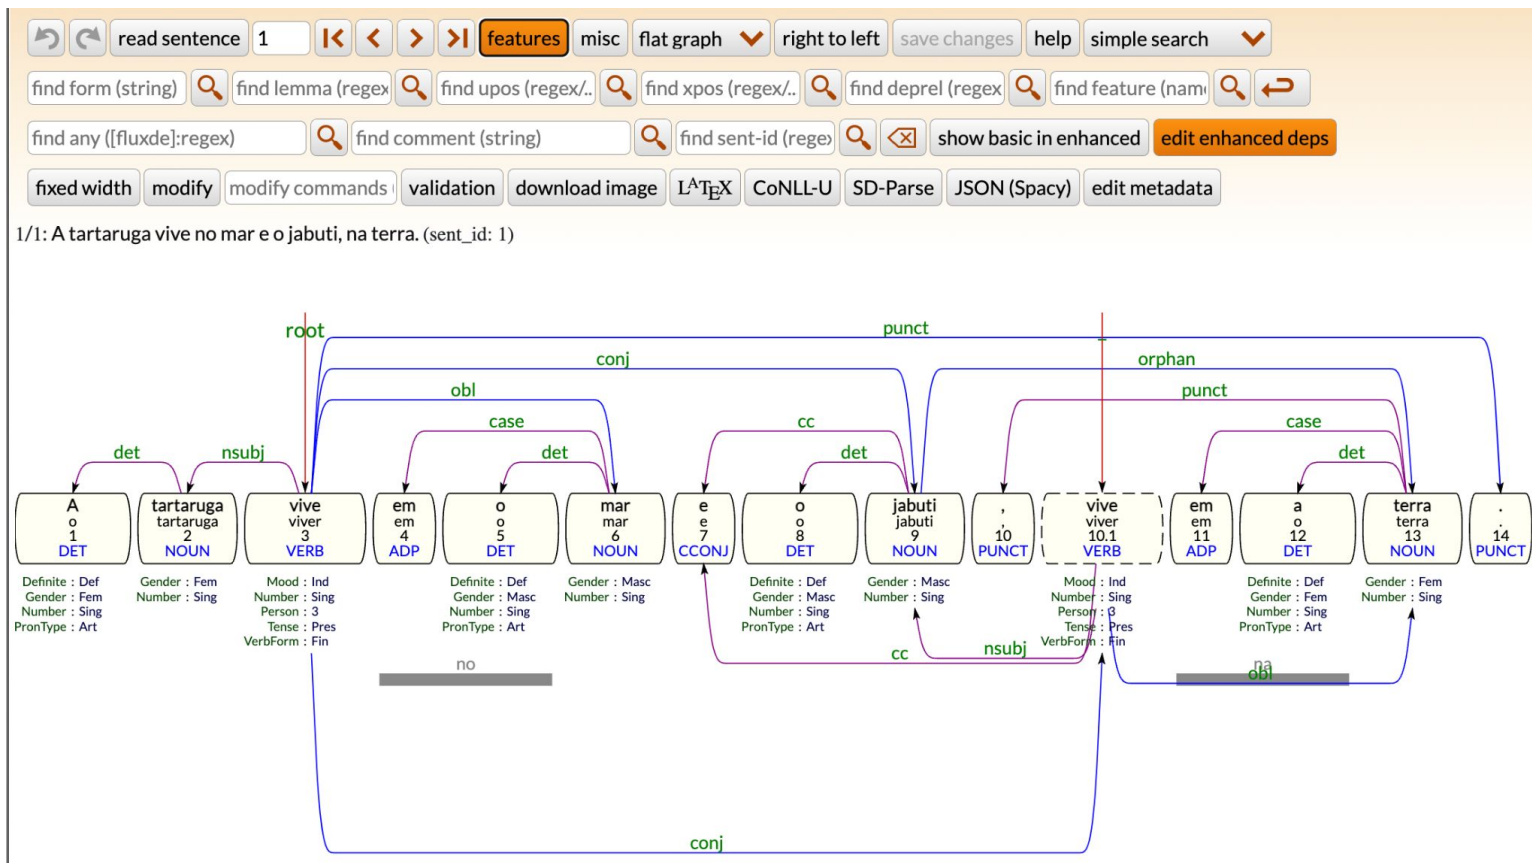 read sentence 1 features misc flat graph right to left save changes help simple search
find form (string) find lemma (regex find upos (regex/.. find xpos (regex/.. find deprel (regex find feature (nam
find any ([fluxde]:regex) find comment (string) find sent-id (rege show basic in enhanced edit enhanced deps
fixed width modify modify commands validation download image LATEX CoNLL-U SD-Parse JSON (Spacy) edit metadata
1/1: A tartaruga vive no mar e o jabuti, na terra. (sent_id: 1)
root punct
conj orphan
obl punct
case cc case
det nsubj det det det
A tartaruga vive em o mar e o jabuti , vive em a terra .
o tartaruga viver em o mar e o jabuti , viver em o terra .
1 2 3 4 5 6 7 8 9 10 10.1 11 12 13 14
DET NOUN VERB ADP DET NOUN CCONJ DET NOUN PUNCT VERB ADP DET NOUN PUNCT
Definite : Def Gender : Fem Mood : Ind Definite : Def Gender : Masc Definite : Def Gender : Masc Mood : Ind Definite : Def Gender : Fem
Gender : Fem Number : Sing Number : Sing Gender : Masc Number : Sing Gender : Masc Number : Sing Number : Sing Gender : Fem Number : Sing
Number : Sing Person : 3 Number : Sing Number : Sing Person : 3 Number : Sing
PronType : Art Tense : Pres PronType : Art PronType : Art Tense : Pres PronType : Art
VerbForm : Fin VerbForm : Fin
cc nsubj
no na
obl
conj